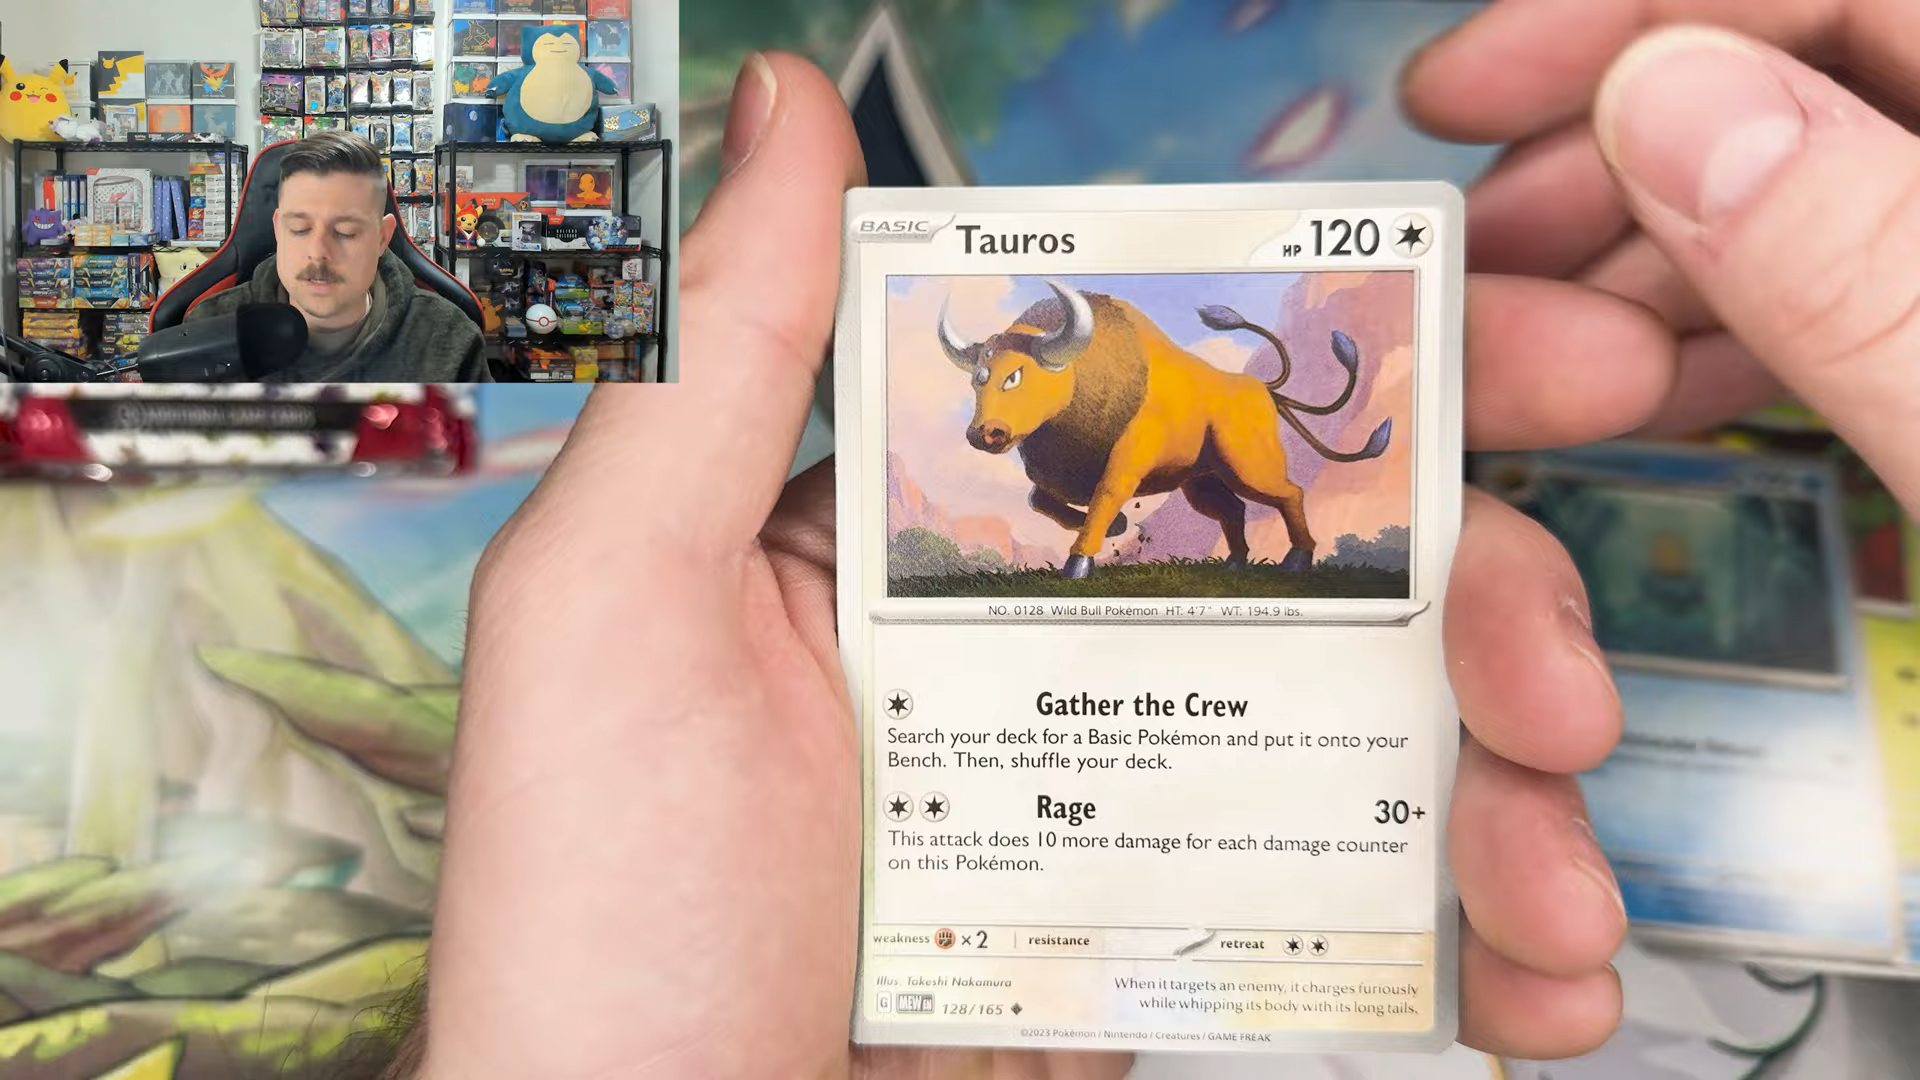 BASIC Tauros HP 120
NO. 0128 Wild Bull Pokémon HT: 4'7" WT: 194.9 lbs.
Gather the Crew
Search your deck for a Basic Pokémon and put it onto your
Bench. Then, shuffle your deck.
Rage 30+
This attack does 10 more damage for each damage counter
on this Pokémon.
weakness ×2 resistance retreat
Illus. Takeshi Nakamura
G MEW EN 128/165
When it targets an enemy, it charges furiously
while whipping its body with its long tails.
©2023 Pokémon / Nintendo / Creatures / GAME FREAK